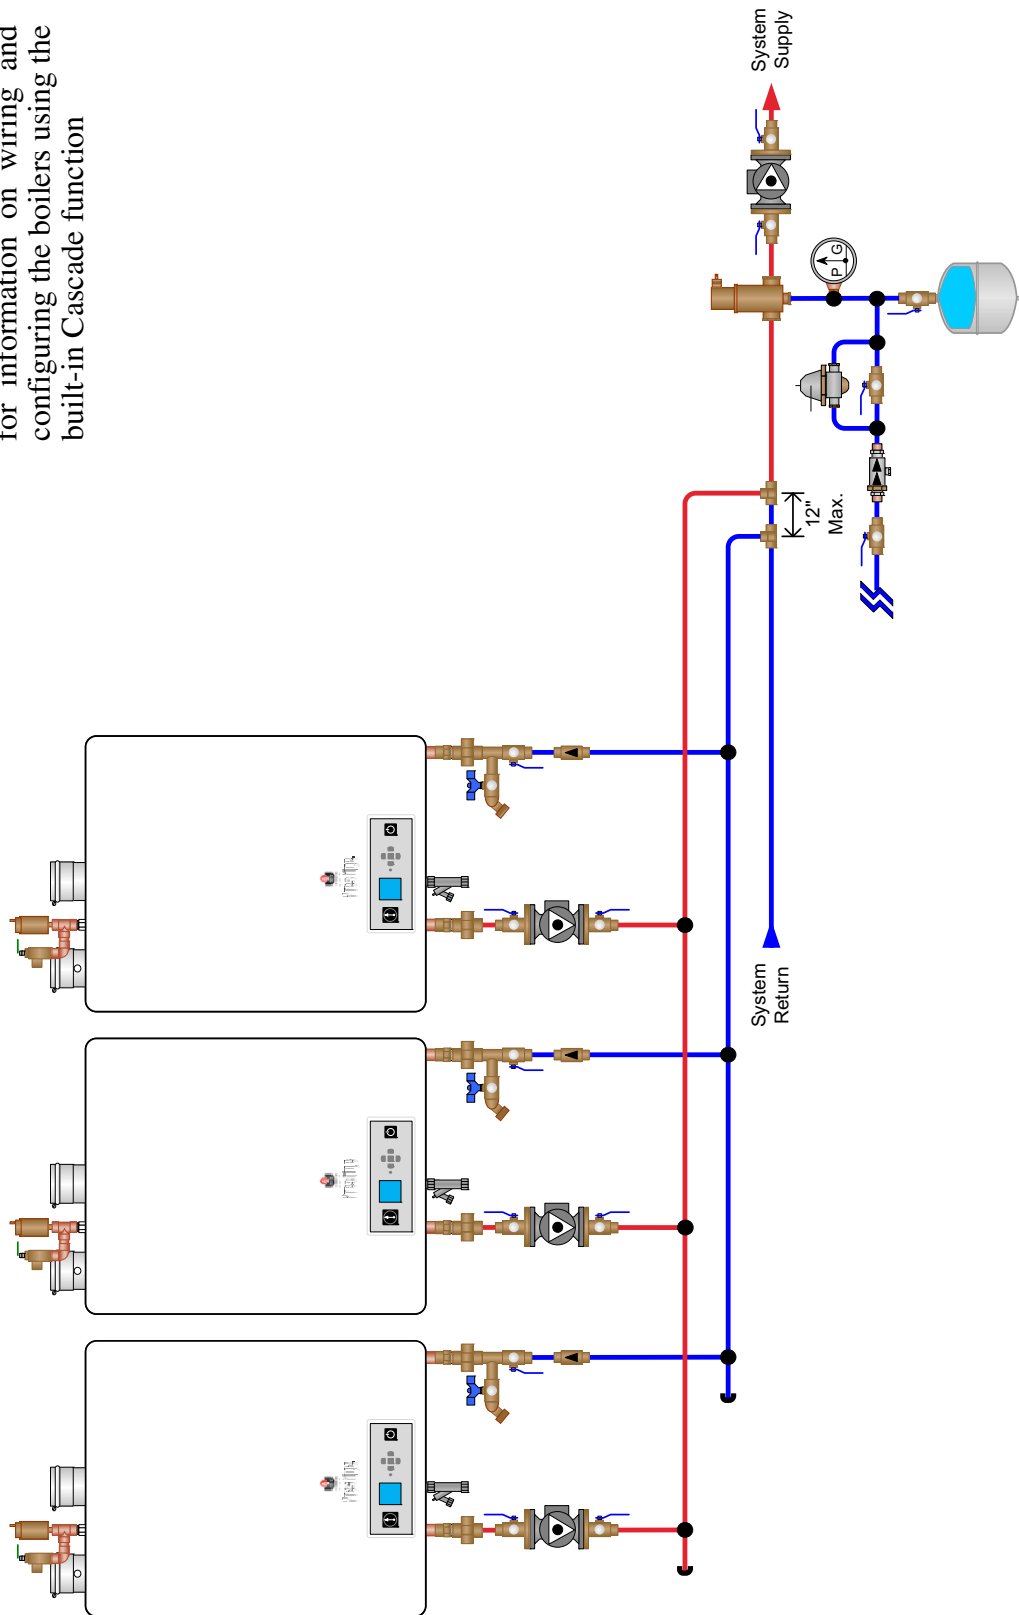 for information on wiring and
configuring the boilers using the
built-in Cascade function
System
Supply
P G
12"
Max.
System
Return